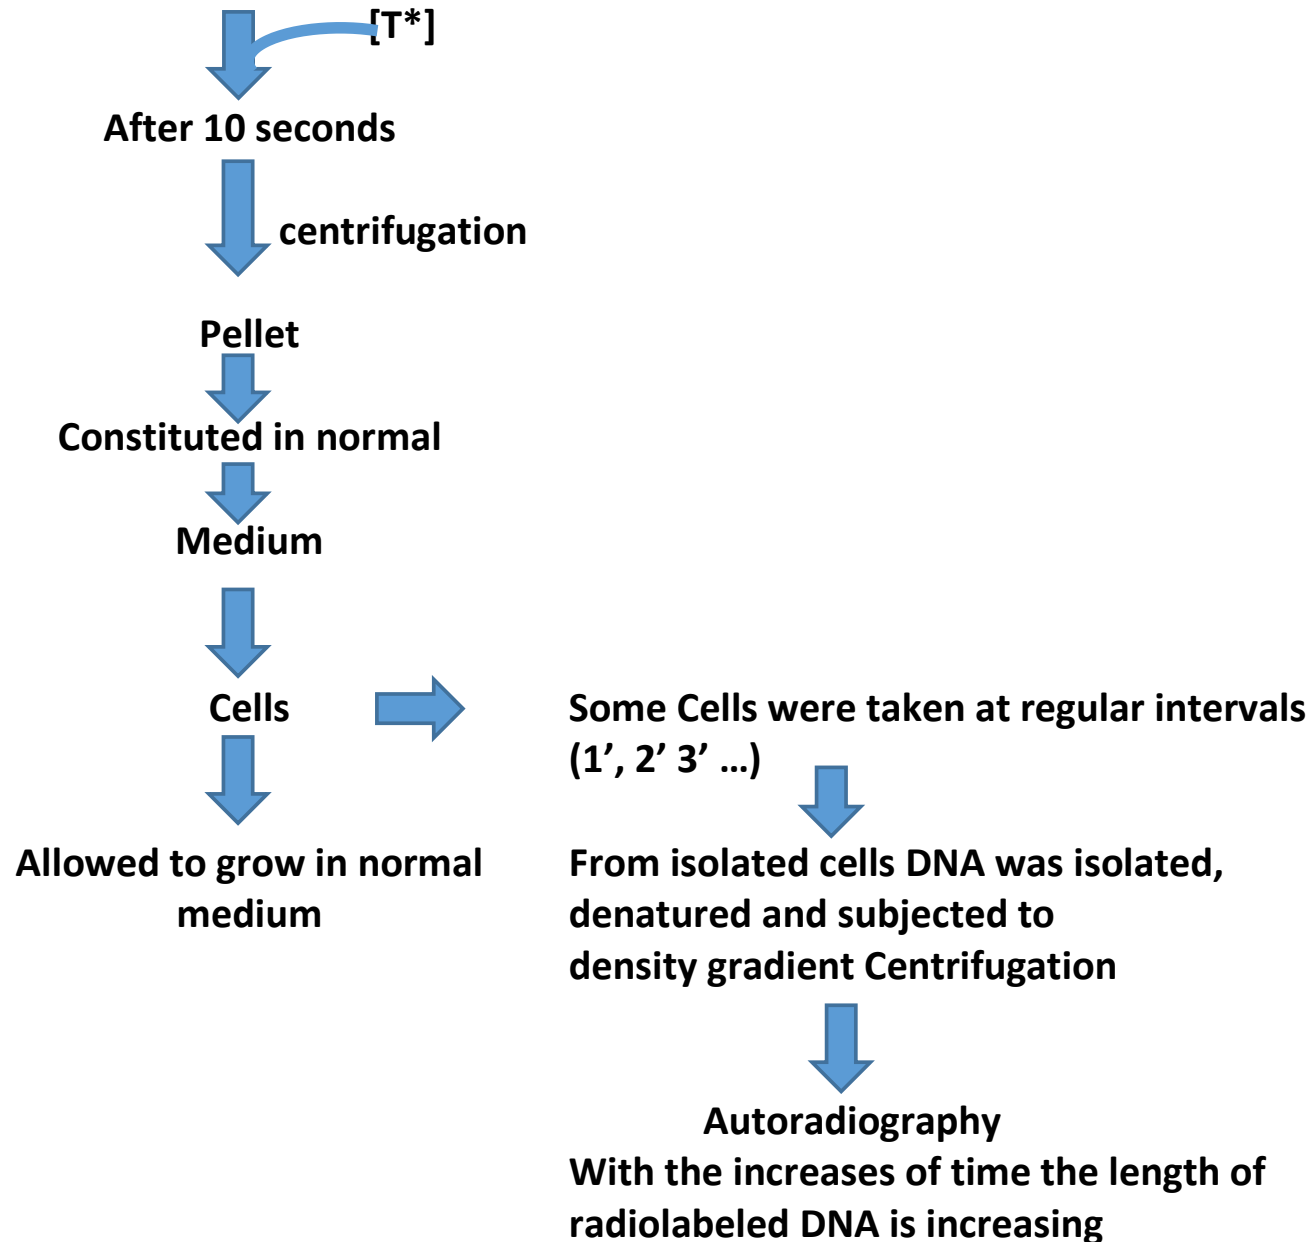 [T*]
After 10 seconds
centrifugation
Pellet
Constituted in normal
Medium
Cells
Some Cells were taken at regular intervals
(1’, 2’ 3’ …)
Allowed to grow in normal
medium
From isolated cells DNA was isolated,
denatured and subjected to
density gradient Centrifugation
Autoradiography
With the increases of time the length of
radiolabeled DNA is increasing